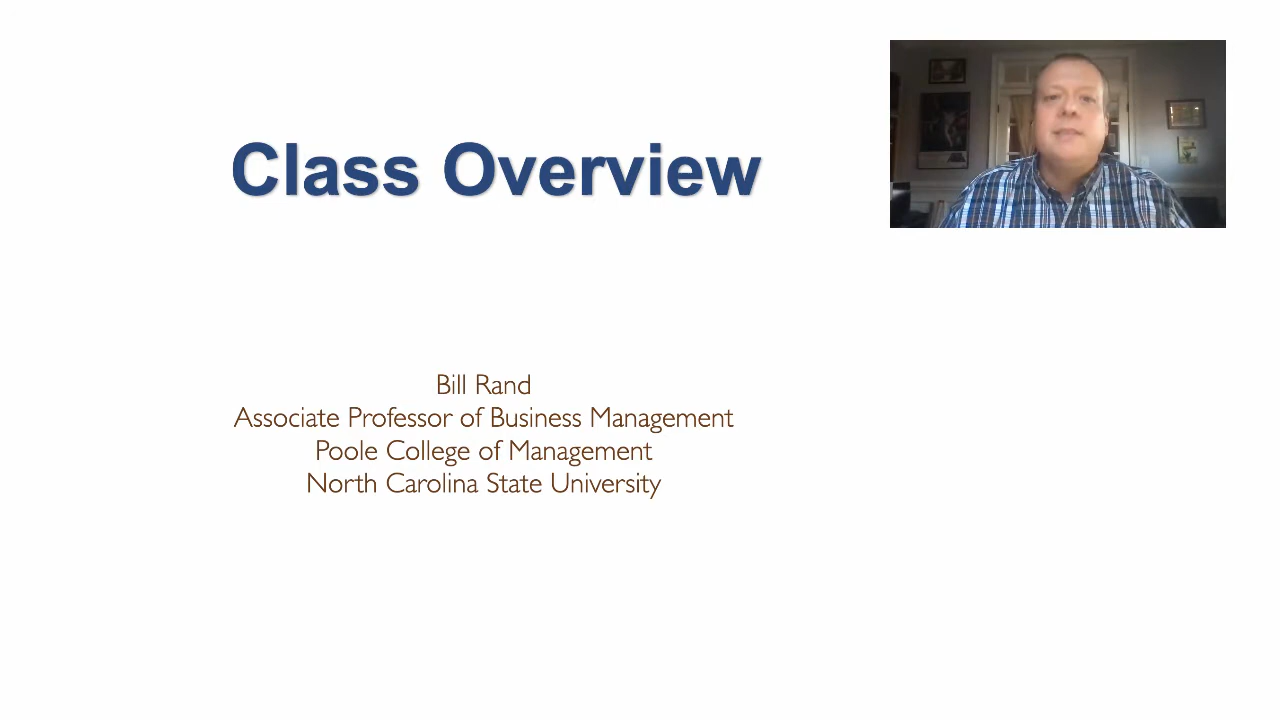 Class Overview
Bill Rand
Associate Professor of Business Management
Poole College of Management
North Carolina State University